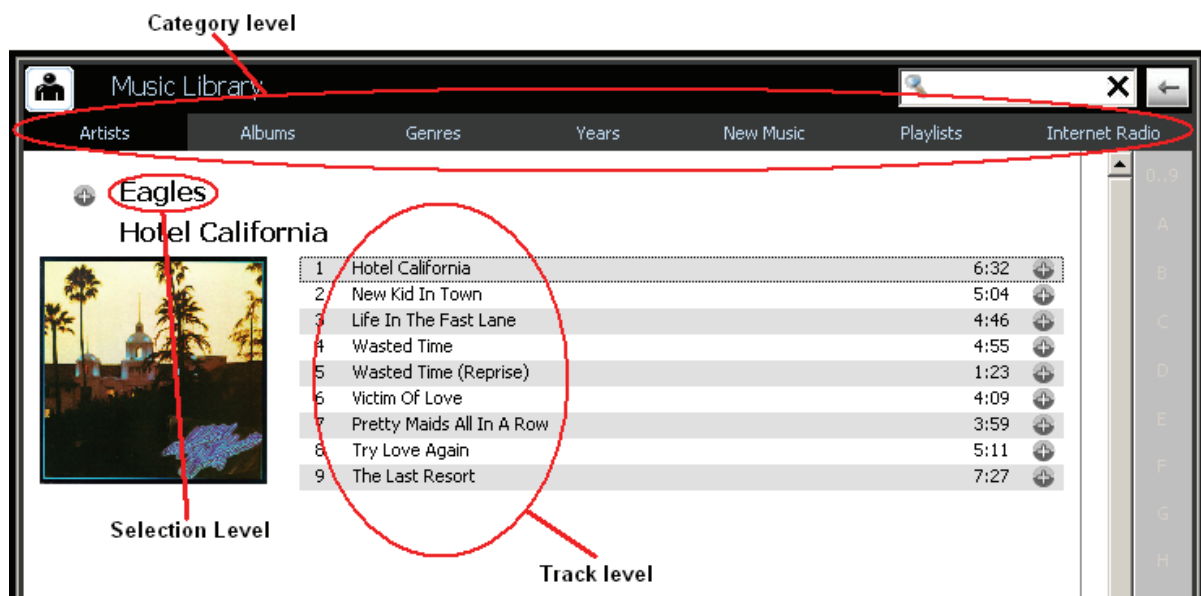 Category level
Music Library
Artists Albums Genres Years New Music Playlists Internet Radio
Eagles
Hotel California
1 Hotel California 6:32
2 New Kid In Town 5:04
3 Life In The Fast Lane 4:46
4 Wasted Time 4:55
5 Wasted Time (Reprise) 1:23
6 Victim Of Love 4:09
7 Pretty Maids All In A Row 3:59
8 Try Love Again 5:11
9 The Last Resort 7:27
0..9
A
B
C
D
E
F
G
H
Selection Level
Track level